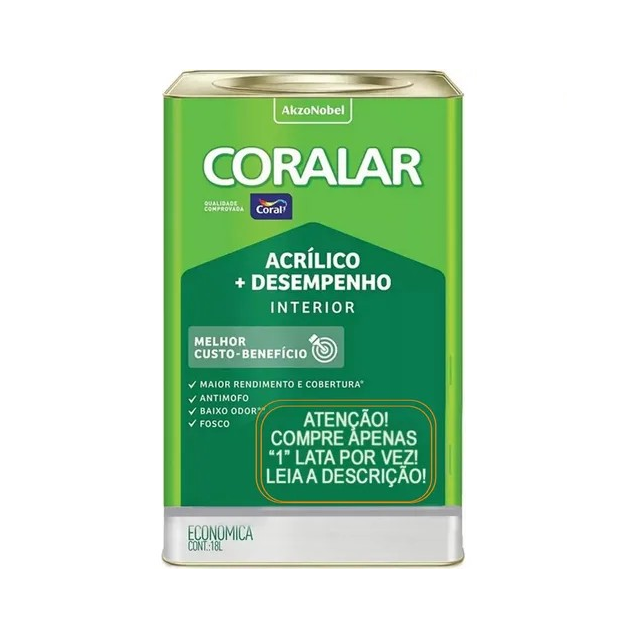 AkzoNobel
CORALAR
QUALIDADE
COMPROVADA
Coral
ACRÍLICO
+ DESEMPENHO
INTERIOR
MELHOR
CUSTO-BENEFÍCIO
MAIOR RENDIMENTO E COBERTURA*
ANTIMOFO
BAIXO ODOR**
FOSCO
ATENÇÃO!
COMPRE APENAS
“1” LATA POR VEZ!
LEIA A DESCRIÇÃO!
ECONOMICA
CONT.:18L